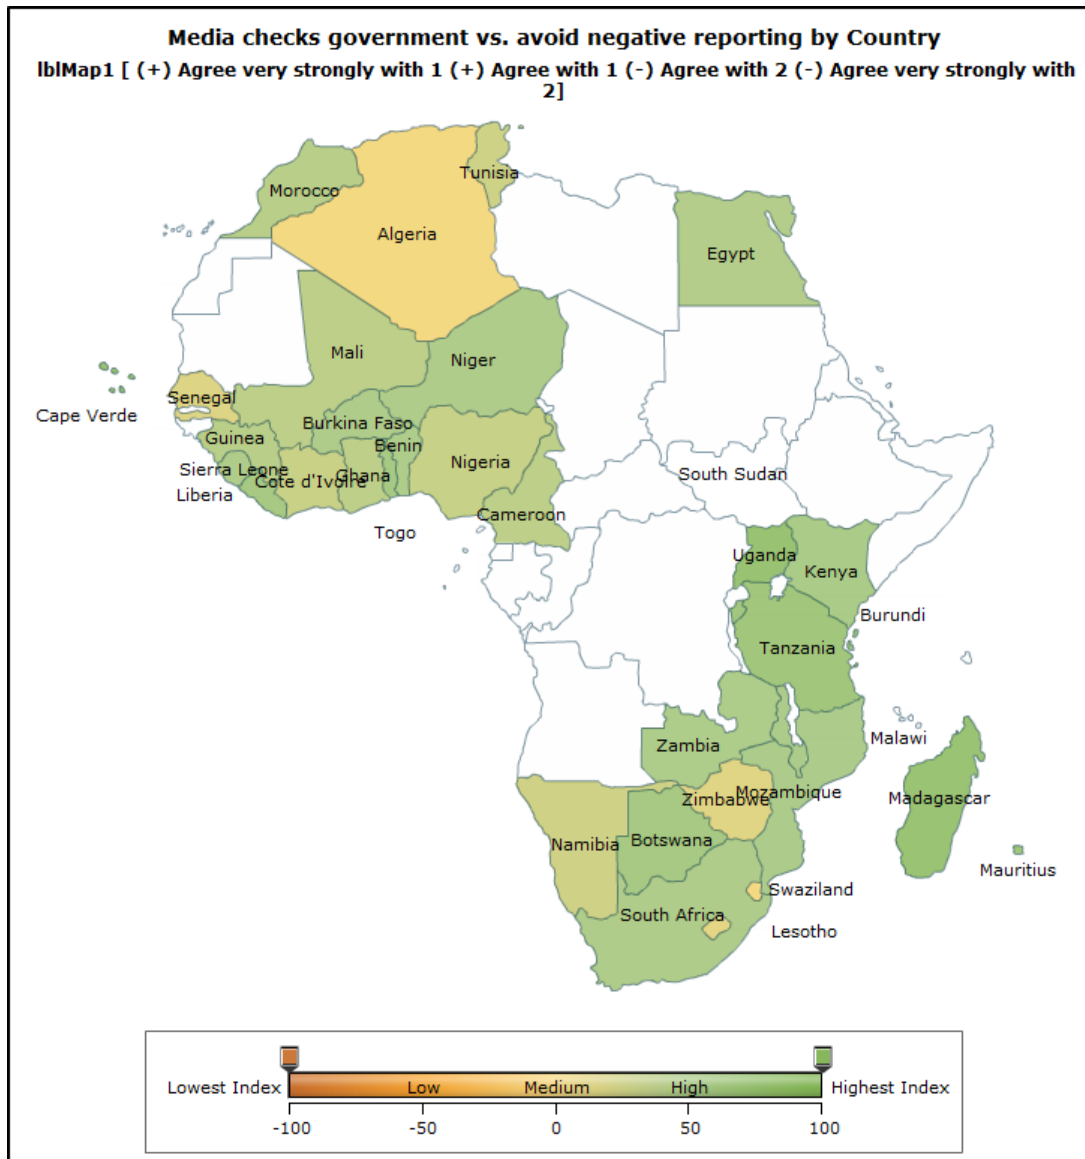 Media checks government vs. avoid negative reporting by Country
lblMap1 [ (+) Agree very strongly with 1 (+) Agree with 1 (-) Agree with 2 (-) Agree very strongly with
2]
Tunisia
Morocco
Algeria
Egypt
Mali
Niger
Senegal
Cape Verde
Burkina Faso
Guinea
Benin
Nigeria
Sierra Leone
Ghana
South Sudan
Cote d'Ivoire
Liberia
Cameroon
Togo
Uganda
Kenya
Burundi
Tanzania
Malawi
Zambia
Mozambique
Zimbabwe
Madagascar
Botswana
Namibia
Mauritius
Swaziland
South Africa
Lesotho
Lowest Index Low Medium High Highest Index
-100 -50 0 50 100